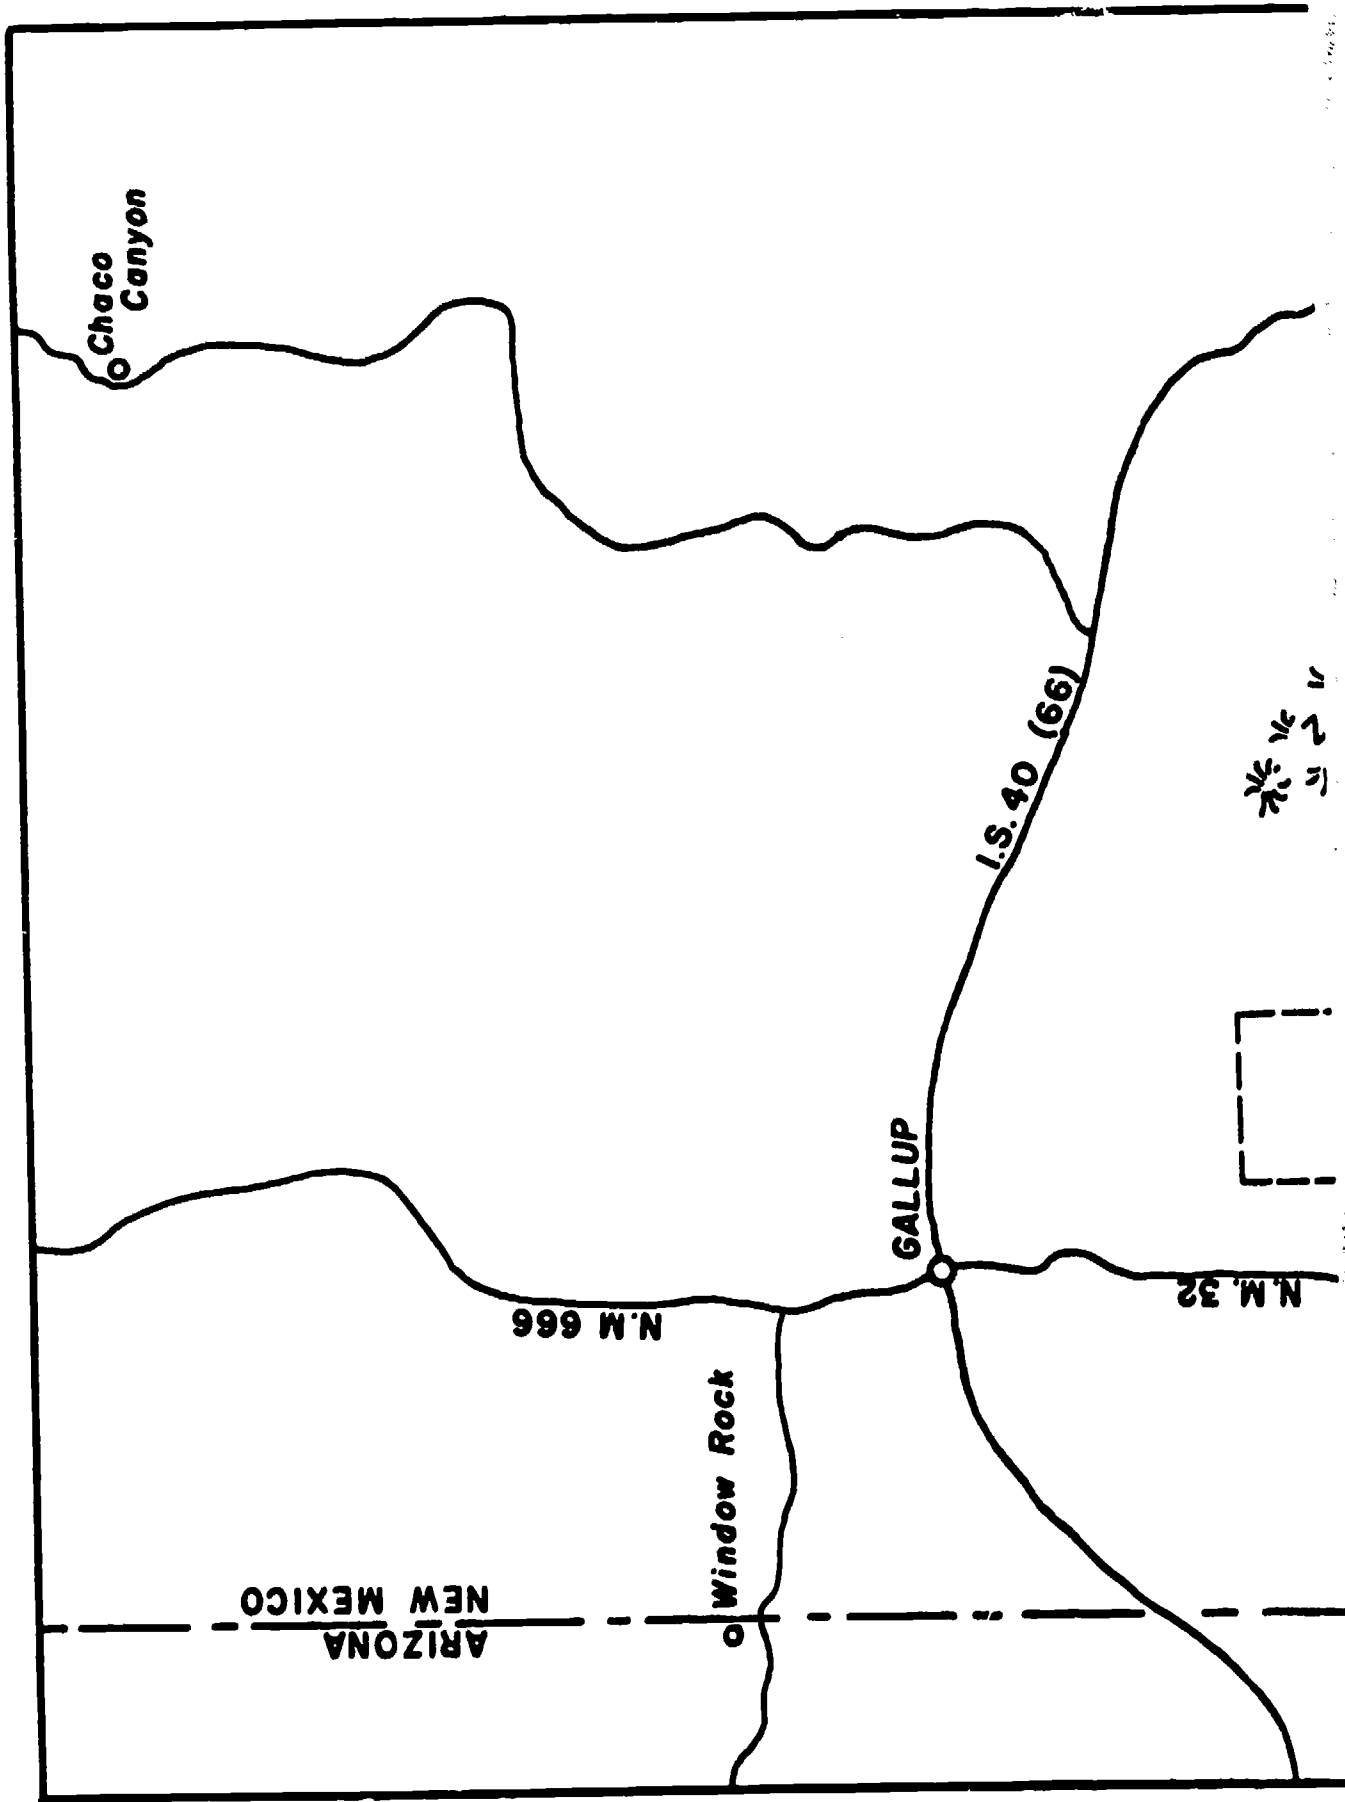 Chaco
Canyon
I.S. 40 (66)
GALLUP
N.M. 32
N.M 666
Window Rock
NEW MEXICO
ARIZONA